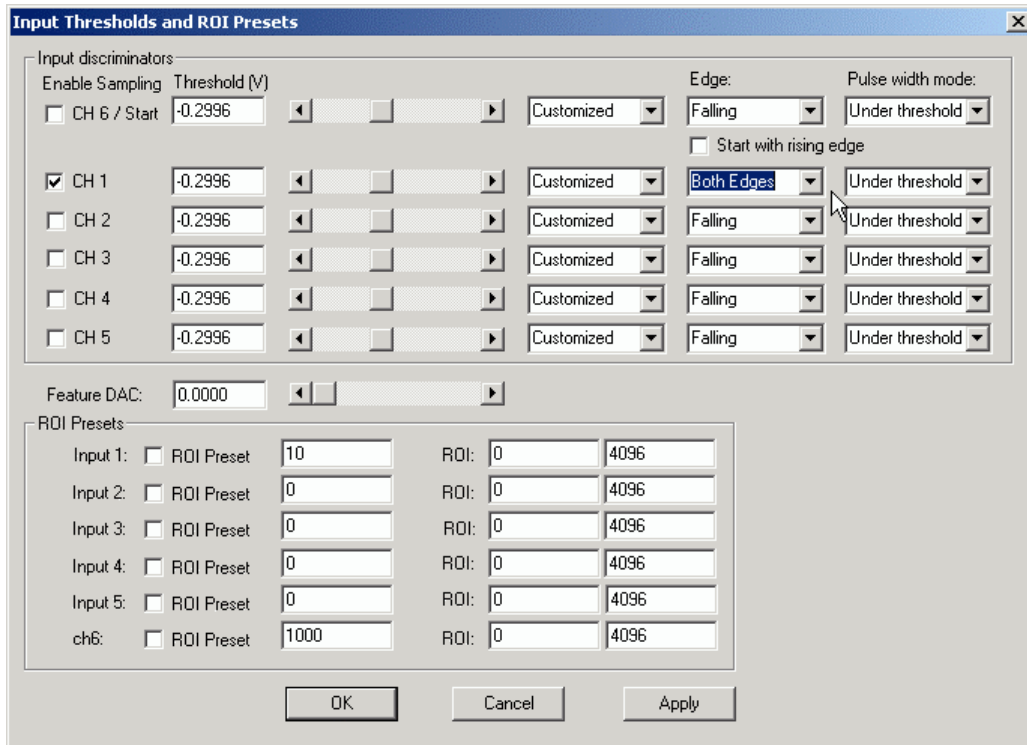 Input Thresholds and ROI Presets
Input discriminators
Enable Sampling Threshold (V) Edge: Pulse width mode:
CH 6 / Start -0.2996 Customized Falling Under threshold
Start with rising edge
CH 1 -0.2996 Customized Both Edges Under threshold
CH 2 -0.2996 Customized Falling Under threshold
CH 3 -0.2996 Customized Falling Under threshold
CH 4 -0.2996 Customized Falling Under threshold
CH 5 -0.2996 Customized Falling Under threshold
Feature DAC: 0.0000
ROI Presets
Input 1: ROI Preset 10 ROI: 0 4096
Input 2: ROI Preset 0 ROI: 0 4096
Input 3: ROI Preset 0 ROI: 0 4096
Input 4: ROI Preset 0 ROI: 0 4096
Input 5: ROI Preset 0 ROI: 0 4096
ch6: ROI Preset 1000 ROI: 0 4096
OK Cancel Apply